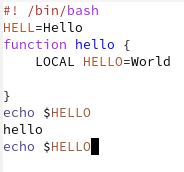 #! /bin/bash
HELL=Hello
function hello {
    LOCAL HELLO=World

}
echo $HELLO
hello
echo $HELLO